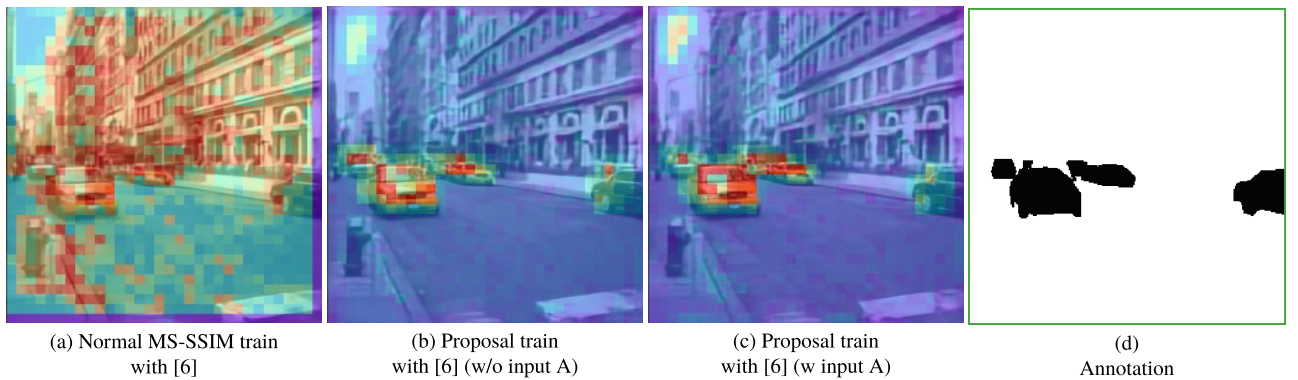 (a) Normal MS-SSIM train
with [6]
(b) Proposal train
with [6] (w/o input A)
(c) Proposal train
with [6] (w input A)
(d)
Annotation